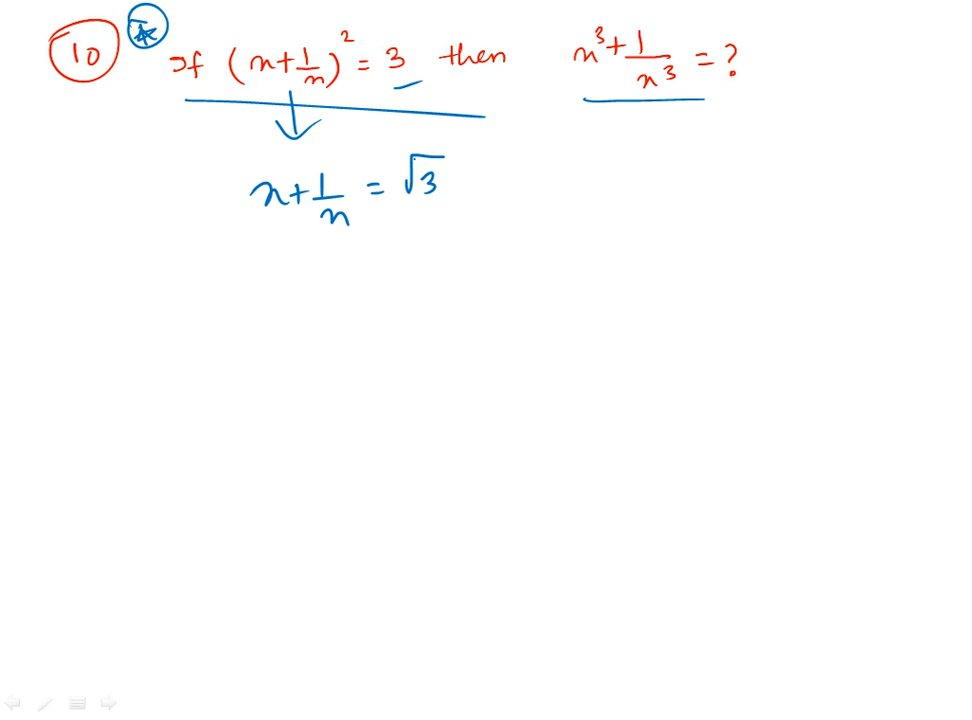 10 If (x+1/x)² = 3 then x³+1/x³ = ?
x+1/x = √3